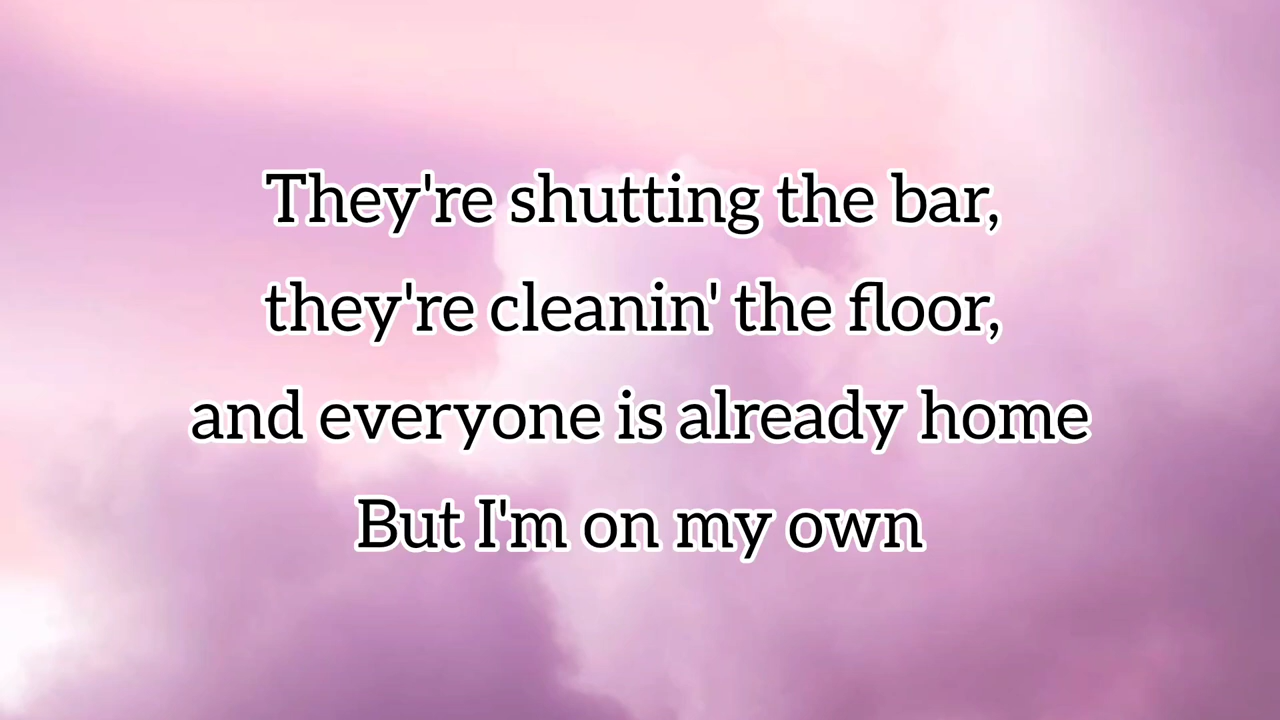 They're shutting the bar,
they're cleanin' the floor,
and everyone is already home
But I'm on my own